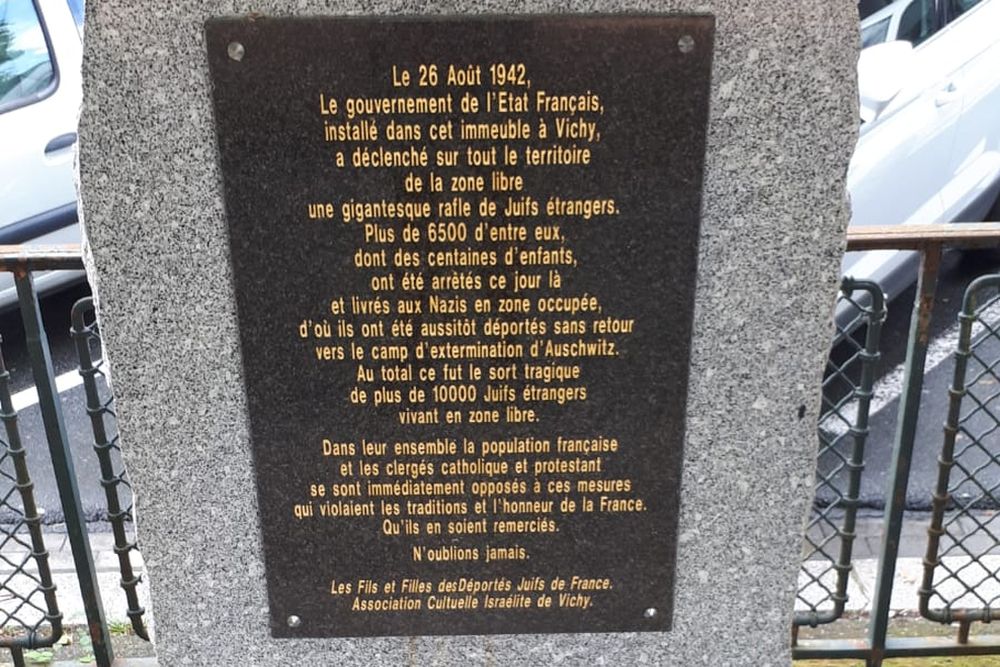 Le 26 Août 1942,
Le gouvernement de l'Etat Français,
installé dans cet immeuble à Vichy,
a déclenché sur tout le territoire
de la zone libre
une gigantesque rafle de Juifs étrangers.
Plus de 6500 d'entre eux,
dont des centaines d'enfants,
ont été arrètés ce jour là
et livrés aux Nazis en zone occupée,
d'où ils ont été aussitôt déportés sans retour
vers le camp d'extermination d'Auschwitz.
Au total ce fut le sort tragique
de plus de 10000 Juifs étrangers
vivant en zone libre.
Dans leur ensemble la population française
et les clergés catholique et protestant
se sont immédiatement opposés à ces mesures
qui violaient les traditions et l'honneur de la France.
Qu'ils en soient remerciés.
N'oublions jamais.
Les Fils et Filles desDéportés Juifs de France.
Association Cultuelle Israélite de Vichy.